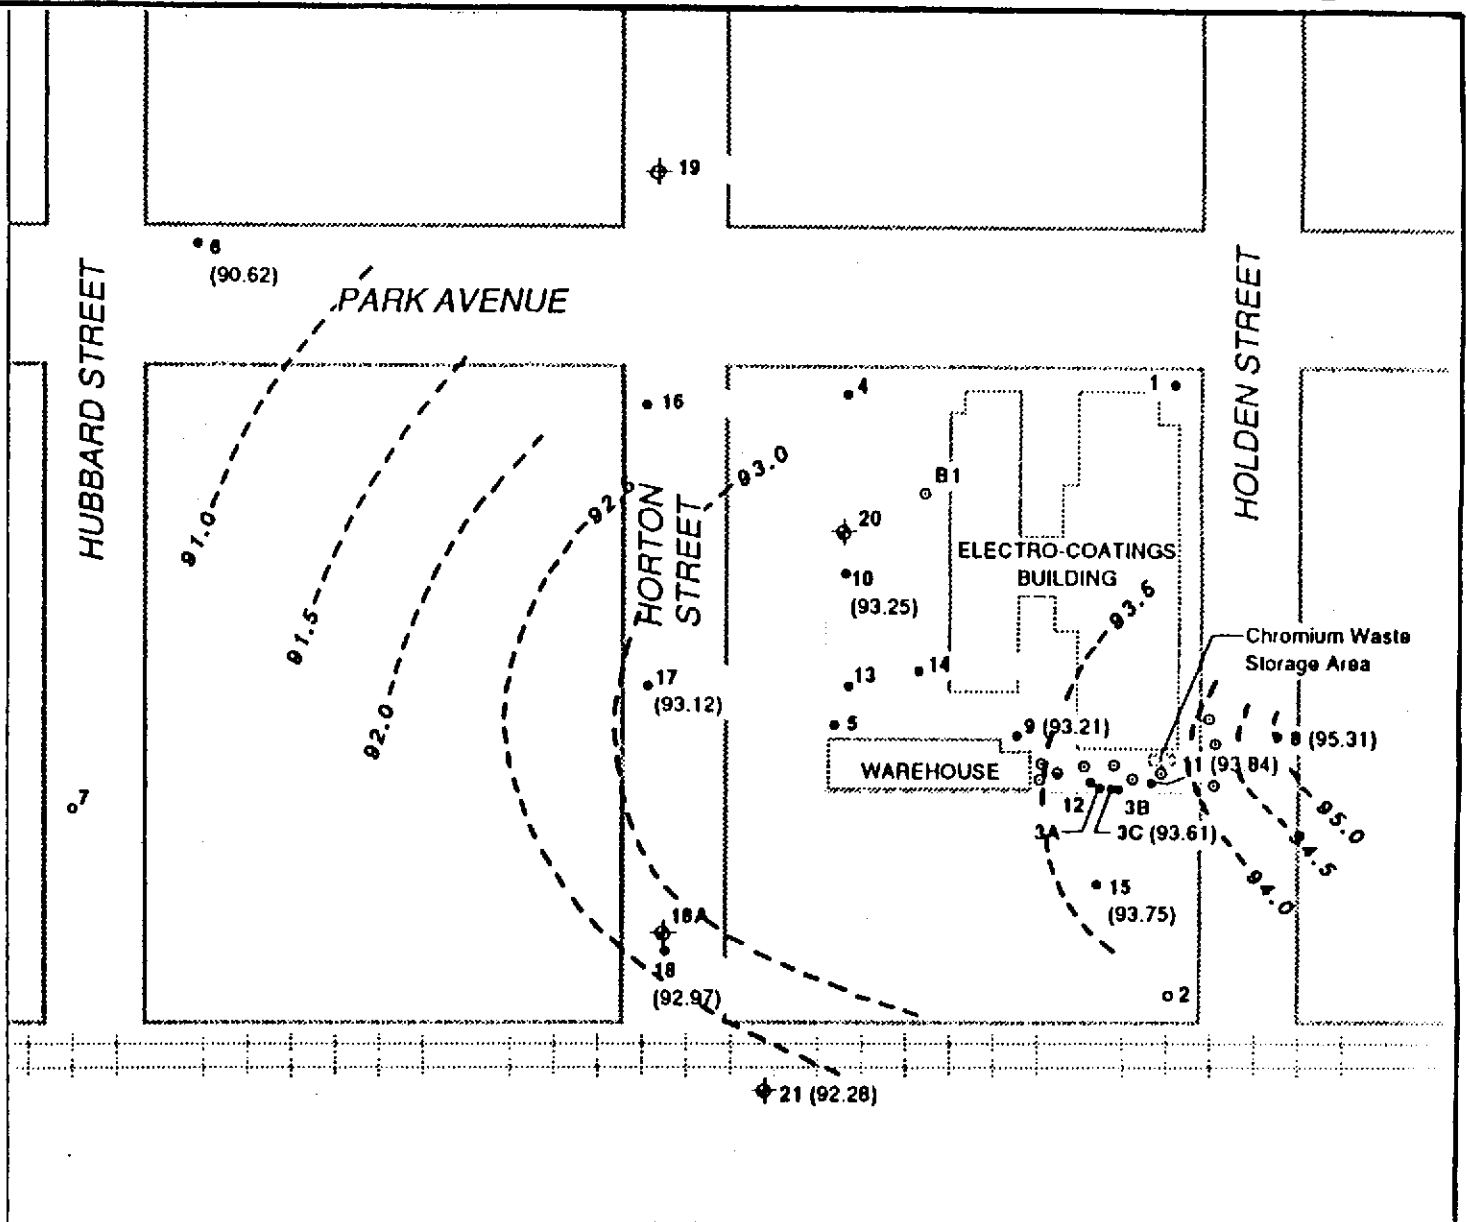 19
6
(90.62)
PARK AVENUE
HUBBARD STREET
HOLDEN STREET
16
4
1
93.0
B1
92.5
91.0
HORTON
STREET
20
ELECTRO-COATINGS
BUILDING
10
(93.25)
93.5
91.5
Chromium Waste
Storage Area
17
(93.12)
13
14
92.0
5
9 (93.21)
8 (95.31)
WAREHOUSE
11 (93.84)
7
12
3B
95.0
3A
3C (93.61)
94.5
94.0
15
(93.75)
18A
18
(92.97)
2
21 (92.28)